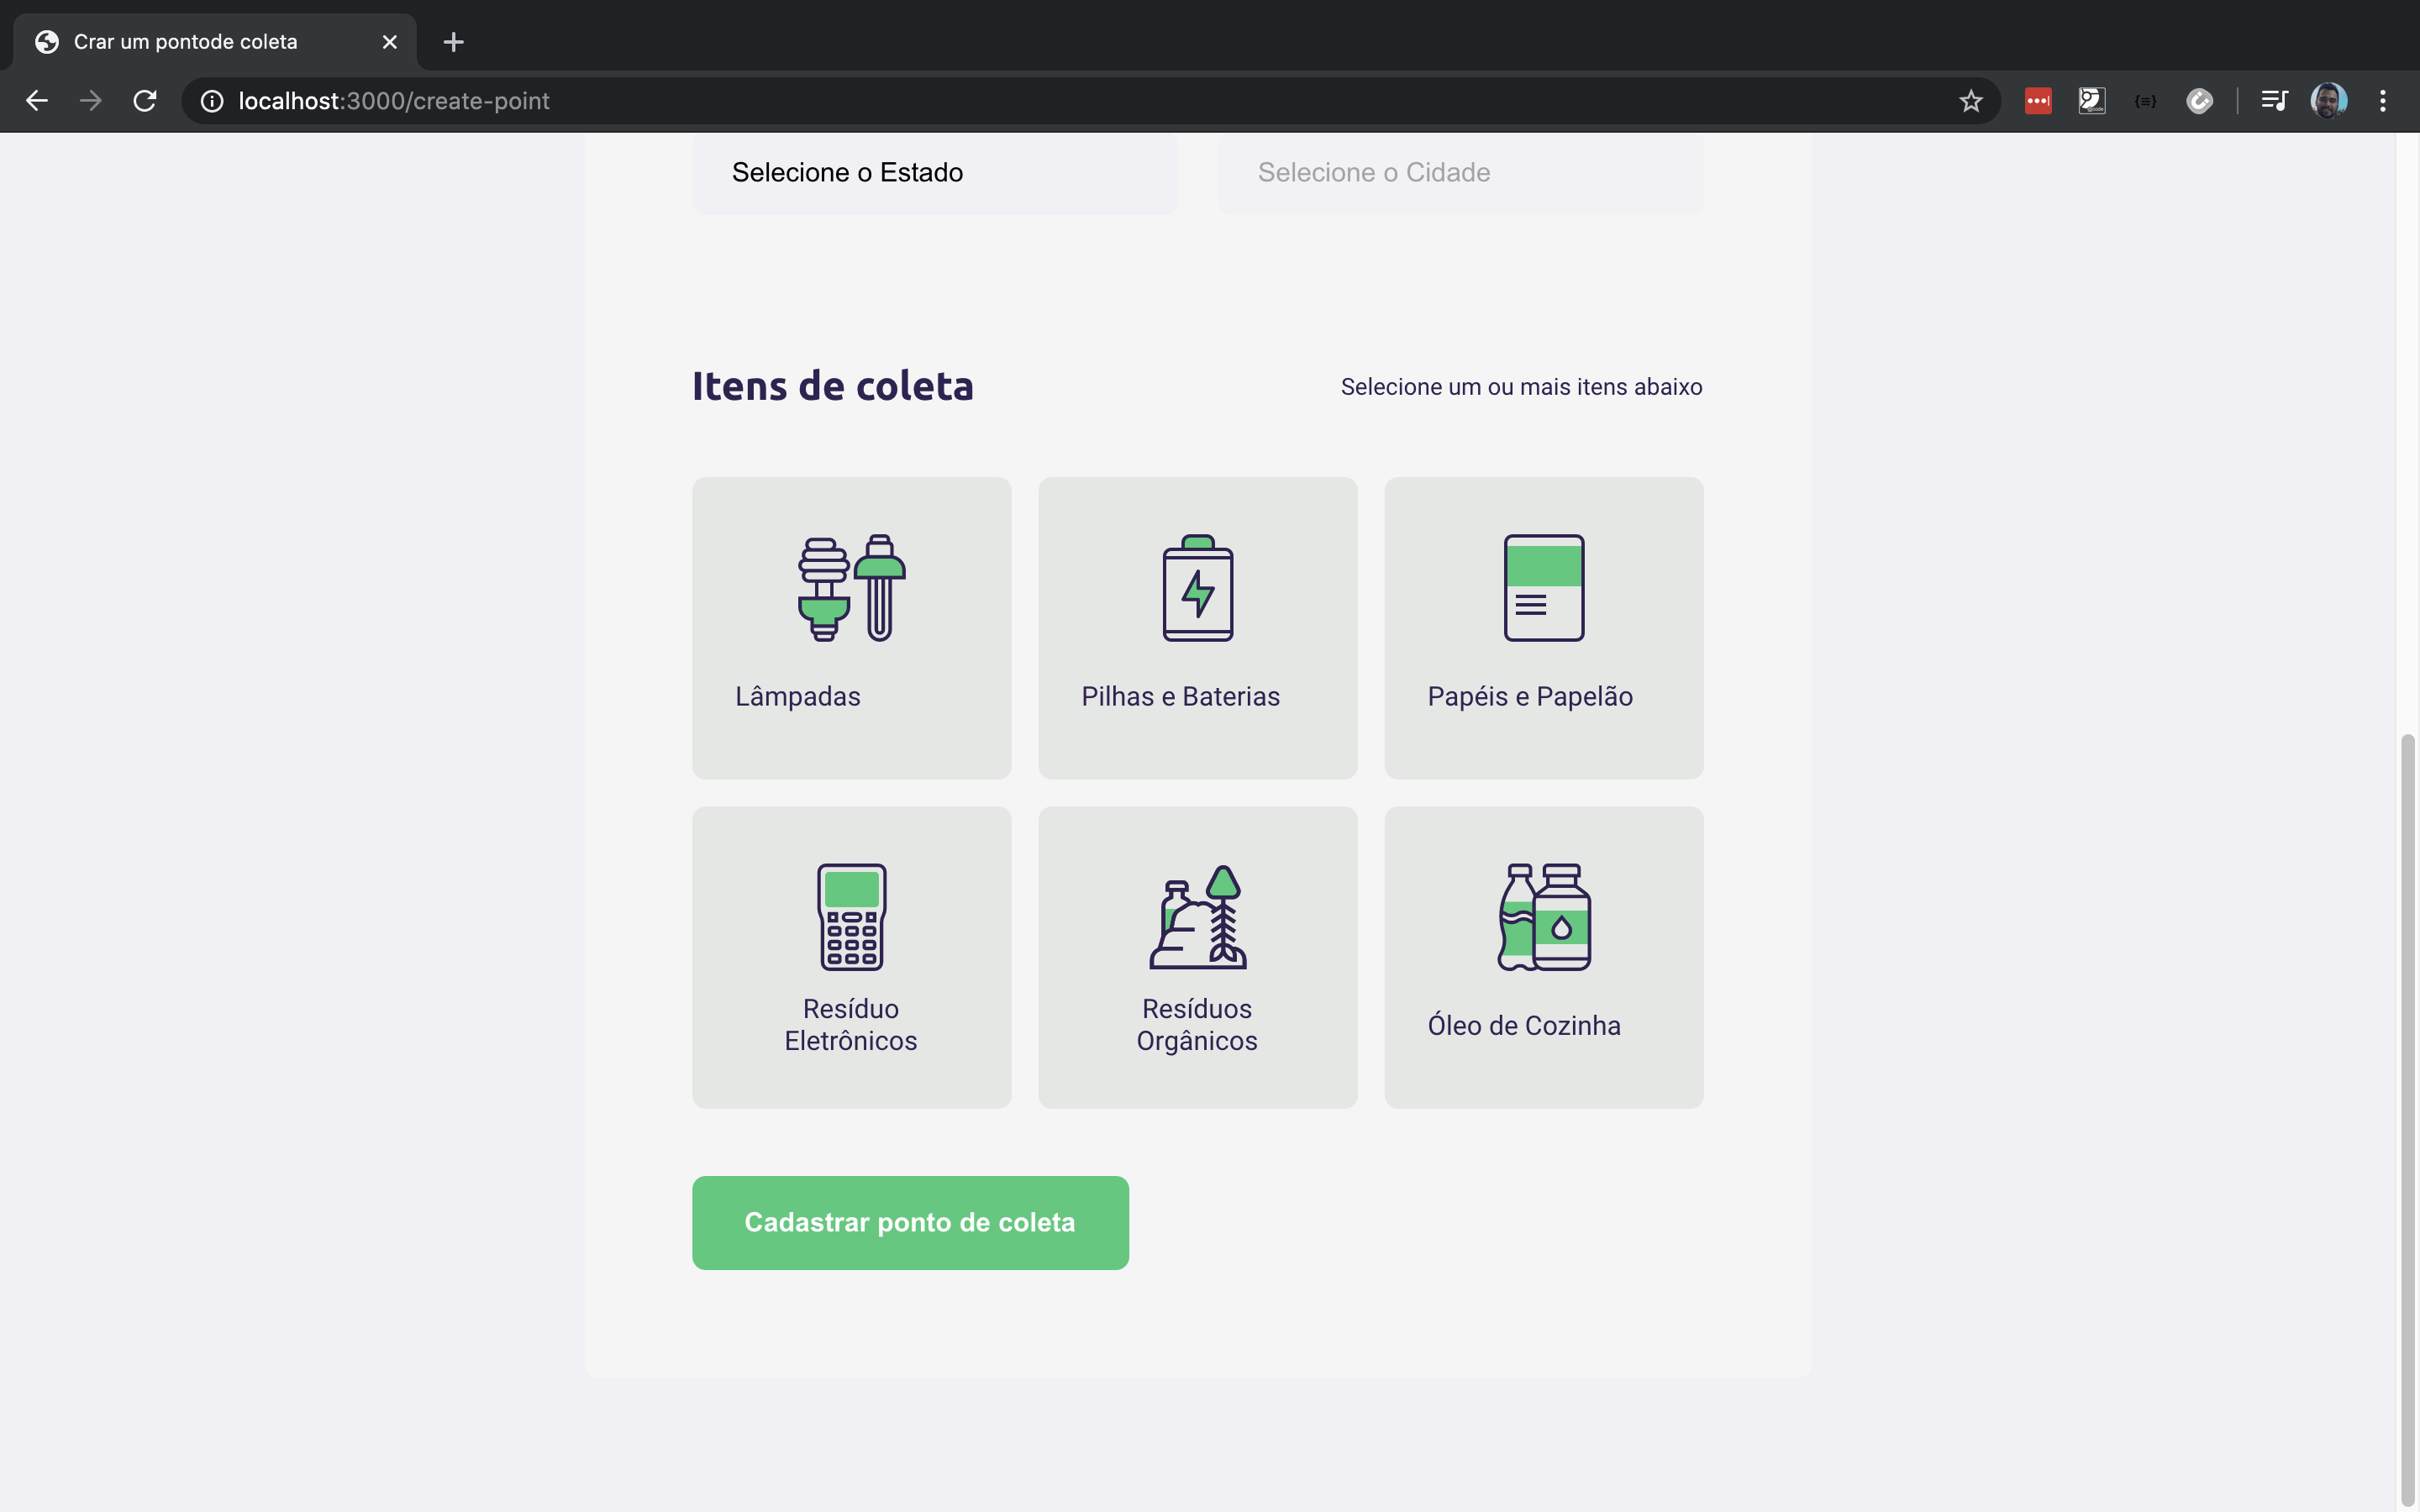 Crar um pontode coleta
localhost:3000/create-point
Selecione o Estado
Selecione o Cidade
Itens de coleta
Selecione um ou mais itens abaixo
Lâmpadas
Pilhas e Baterias
Papéis e Papelão
Resíduo
Eletrônicos
Resíduos
Orgânicos
Óleo de Cozinha
Cadastrar ponto de coleta